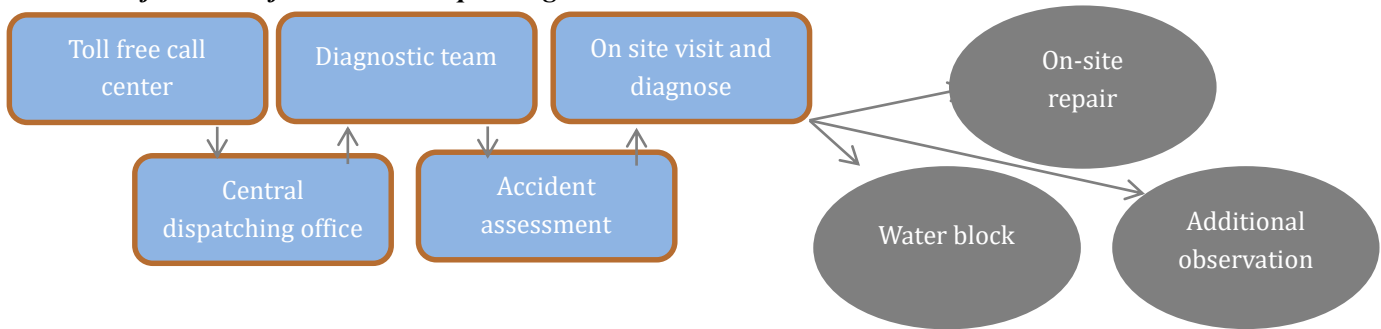 Toll free call
center
Diagnostic team
On site visit and
diagnose
On-site
repair
Central
dispatching office
Accident
assessment
Water block
Additional
observation